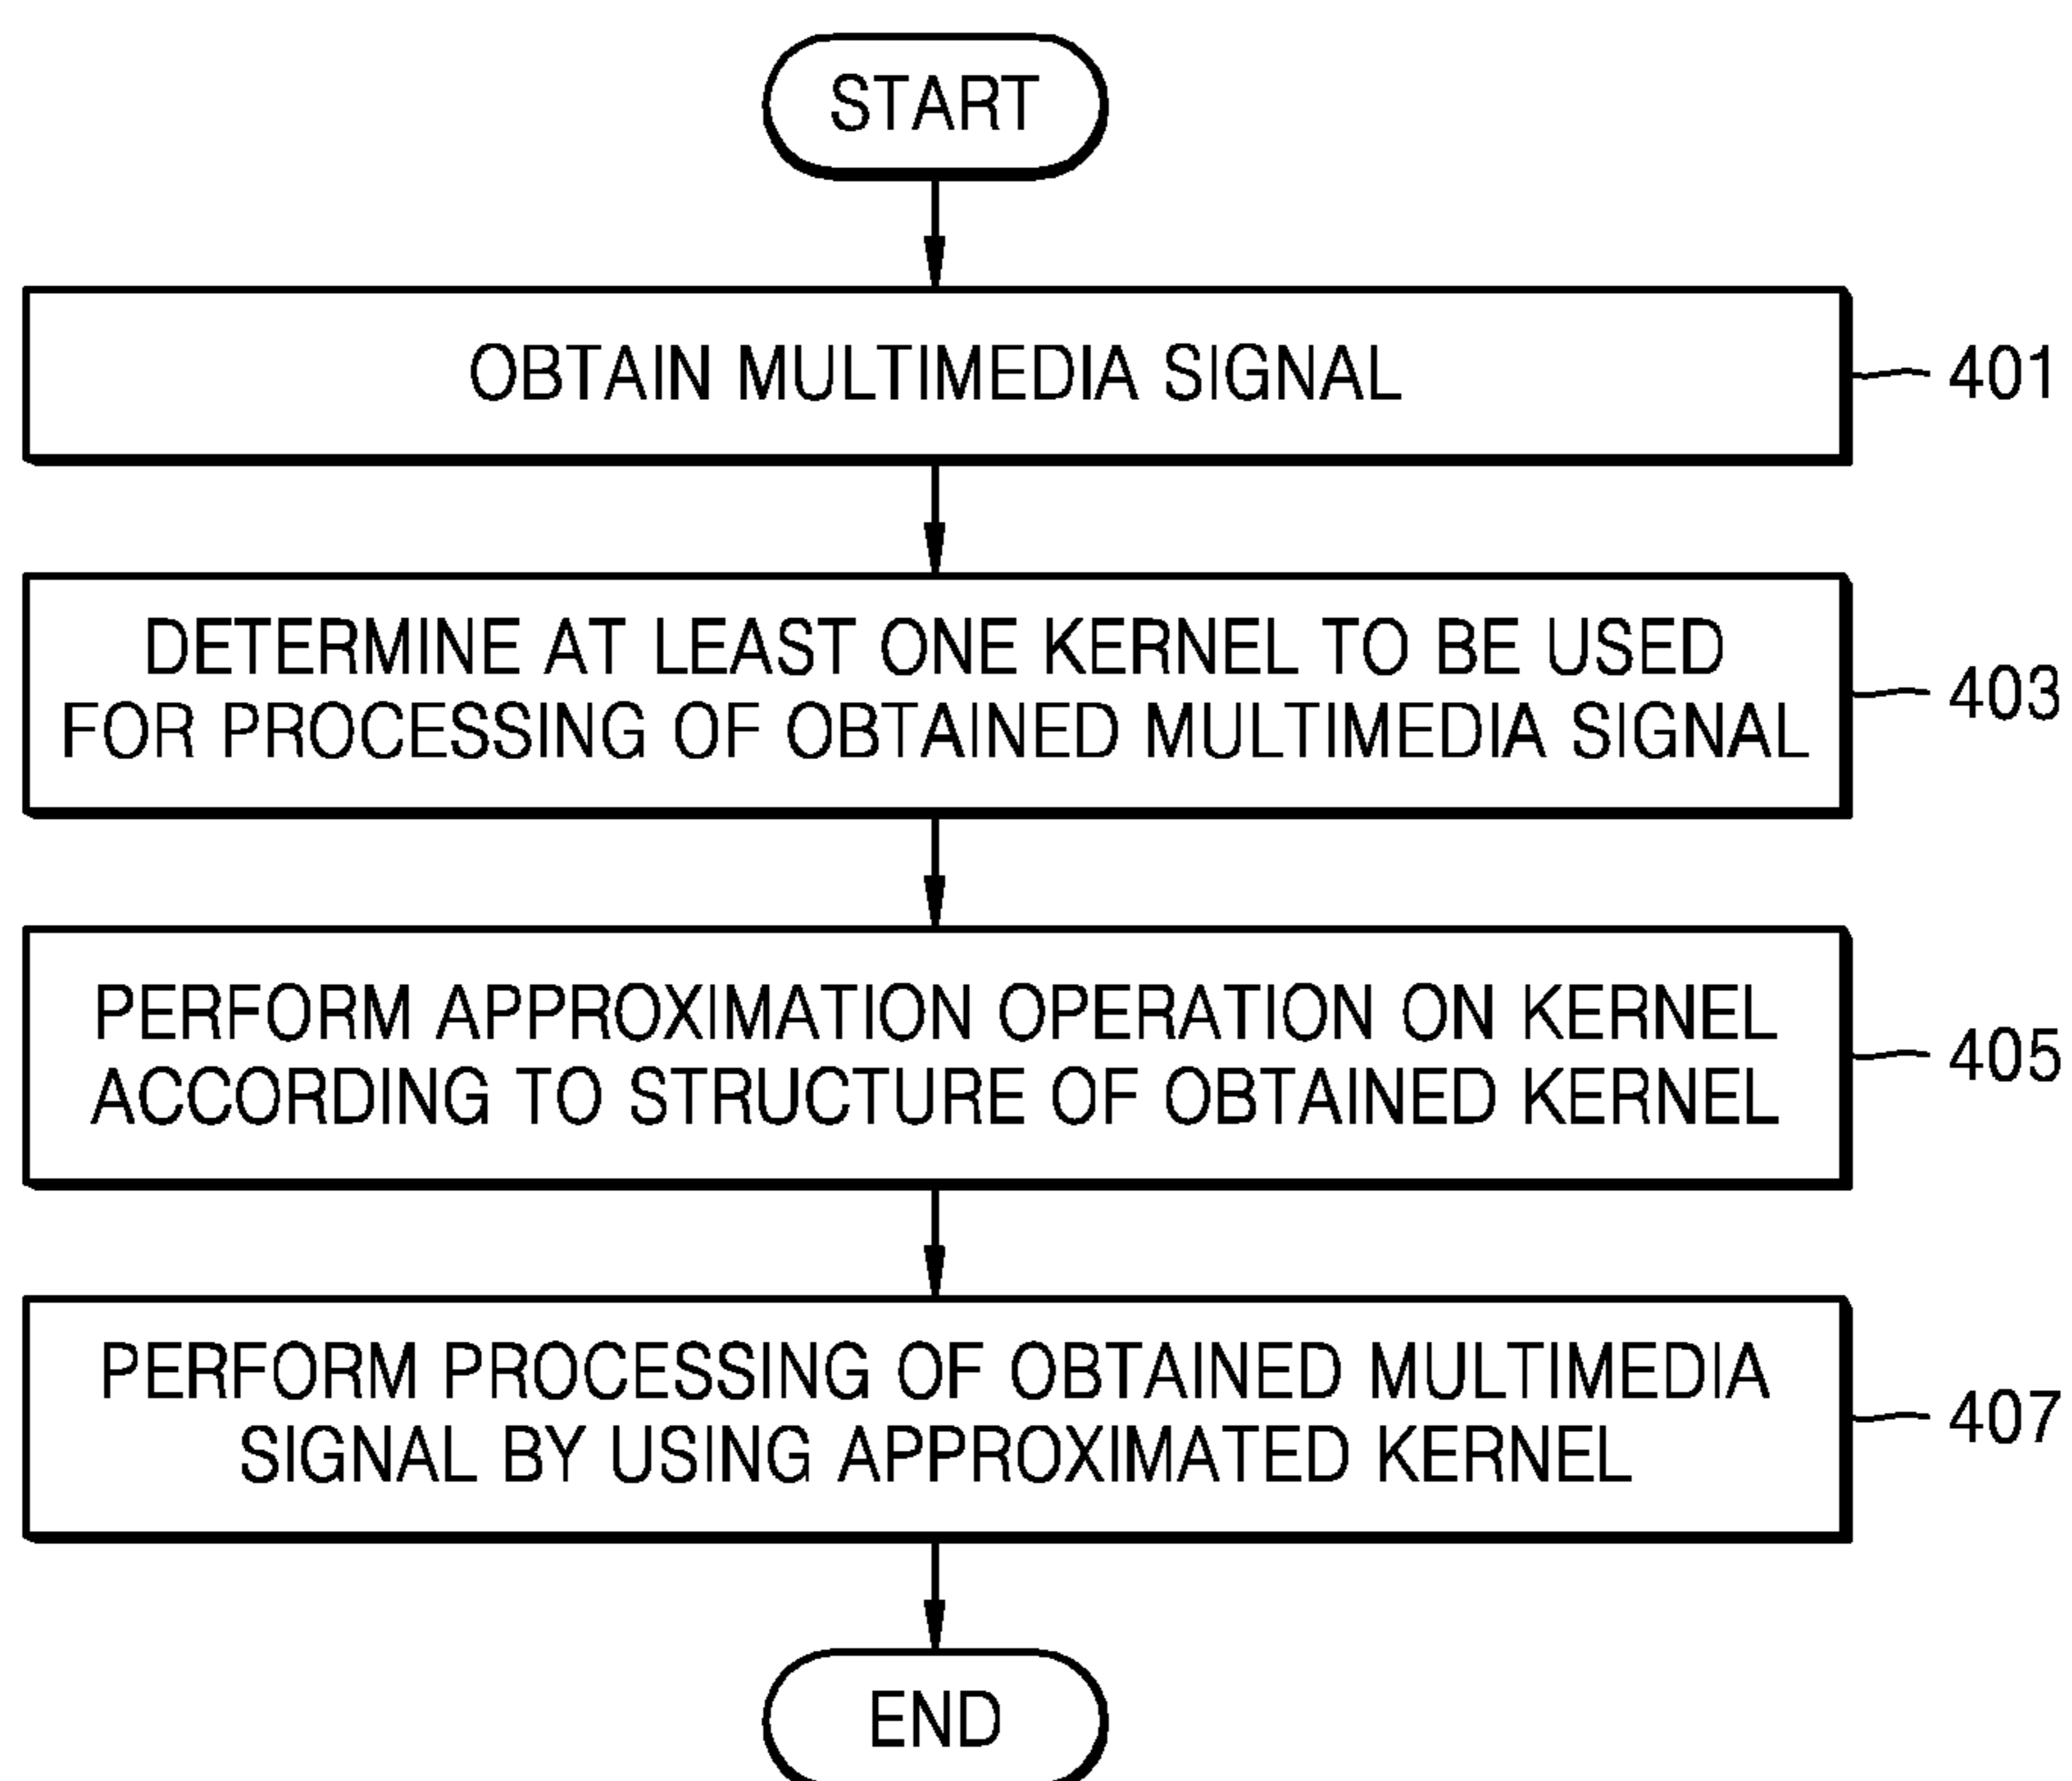 START
OBTAIN MULTIMEDIA SIGNAL
401
DETERMINE AT LEAST ONE KERNEL TO BE USED
FOR PROCESSING OF OBTAINED MULTIMEDIA SIGNAL
403
PERFORM APPROXIMATION OPERATION ON KERNEL
ACCORDING TO STRUCTURE OF OBTAINED KERNEL
405
PERFORM PROCESSING OF OBTAINED MULTIMEDIA
SIGNAL BY USING APPROXIMATED KERNEL
407
END